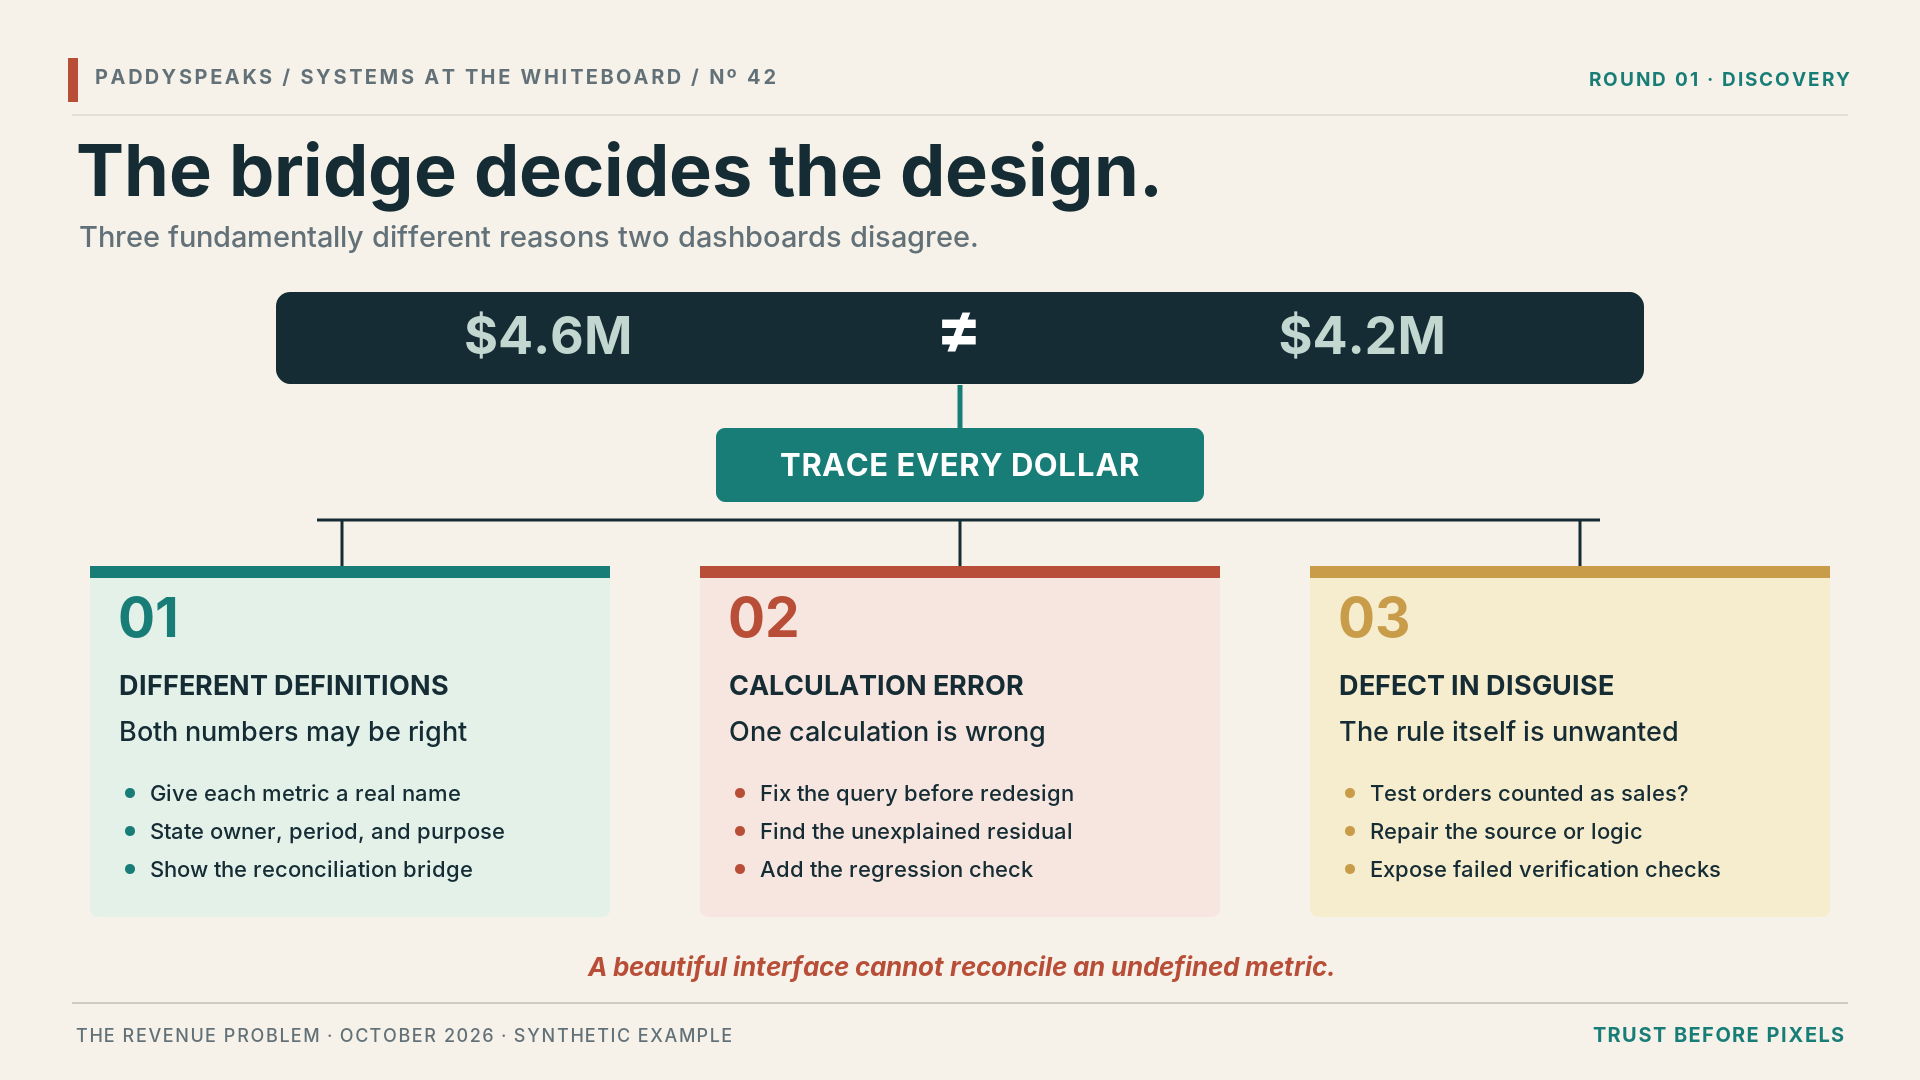 PADDYSPEAKS / SYSTEMS AT THE WHITEBOARD / Nº 42
ROUND 01 · DISCOVERY
The bridge decides the design.
Three fundamentally different reasons two dashboards disagree.
$4.6M ≠ $4.2M
TRACE EVERY DOLLAR
01
DIFFERENT DEFINITIONS
Both numbers may be right
Give each metric a real name
State owner, period, and purpose
Show the reconciliation bridge
02
CALCULATION ERROR
One calculation is wrong
Fix the query before redesign
Find the unexplained residual
Add the regression check
03
DEFECT IN DISGUISE
The rule itself is unwanted
Test orders counted as sales?
Repair the source or logic
Expose failed verification checks
A beautiful interface cannot reconcile an undefined metric.
THE REVENUE PROBLEM · OCTOBER 2026 · SYNTHETIC EXAMPLE
TRUST BEFORE PIXELS